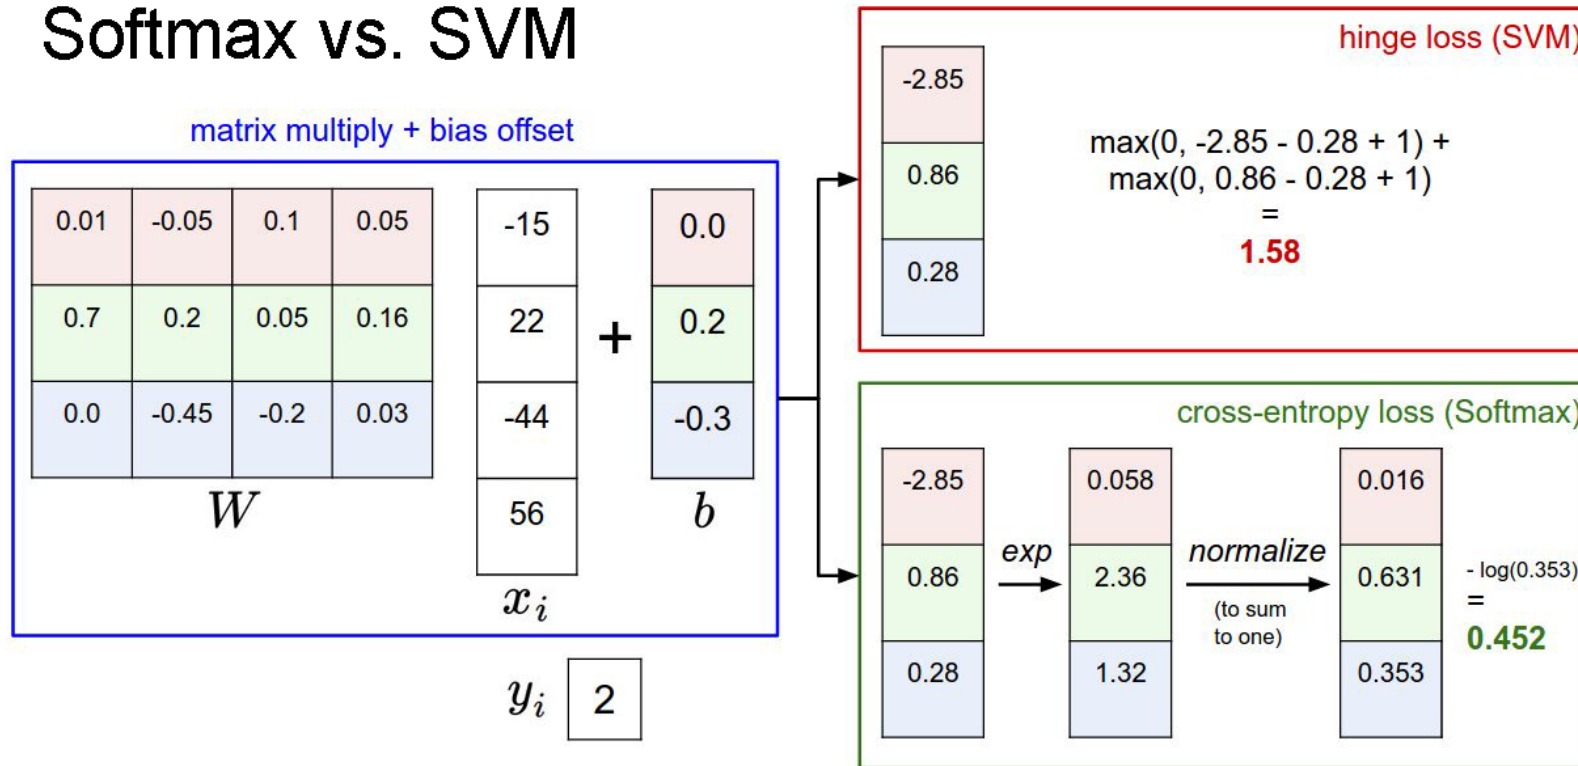 Softmax vs. SVM
matrix multiply + bias offset
0.01 -0.05 0.1 0.05
0.7 0.2 0.05 0.16
0.0 -0.45 -0.2 0.03
W
-15
22
-44
56
x_i
+
0.0
0.2
-0.3
b
y_i 2
hinge loss (SVM)
-2.85
0.86
0.28
max(0, -2.85 - 0.28 + 1) +
max(0, 0.86 - 0.28 + 1)
=
1.58
cross-entropy loss (Softmax)
-2.85
0.86
0.28
exp
0.058
2.36
1.32
normalize
(to sum
to one)
0.016
0.631
0.353
- log(0.353)
=
0.452